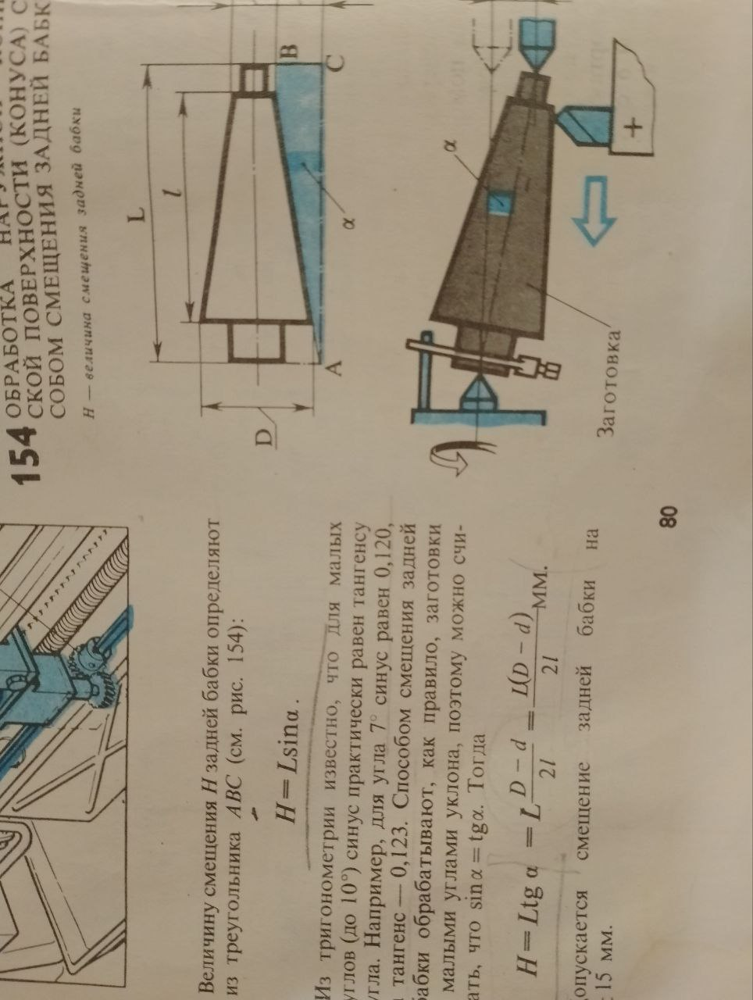 Величину смещения H задней бабки определяют
из треугольника ABC (см. рис. 154):
H = Lsinα.
Из тригонометрии известно, что для малых
углов (до 10°) синус практически равен тангенсу
угла. Например, для угла 7° синус равен 0,120,
тангенс — 0,123. Способом смещения задней
бабки обрабатывают, как правило, заготовки
малыми углами уклона, поэтому можно счи-
ать, что sinα = tgα. Тогда
H = Ltg α = L (D − d)/2l = L(D − d)/2l мм.
опускается смещение задней бабки на
15 мм.
154 ОБРАБОТКА
СКОЙ ПОВЕРХНОСТИ (КОНУСА) С
СОБОМ СМЕЩЕНИЯ ЗАДНЕЙ БАБК
H — величина смещения задней бабки
L
l
D
A
B
C
α
α
+
Заготовка
80